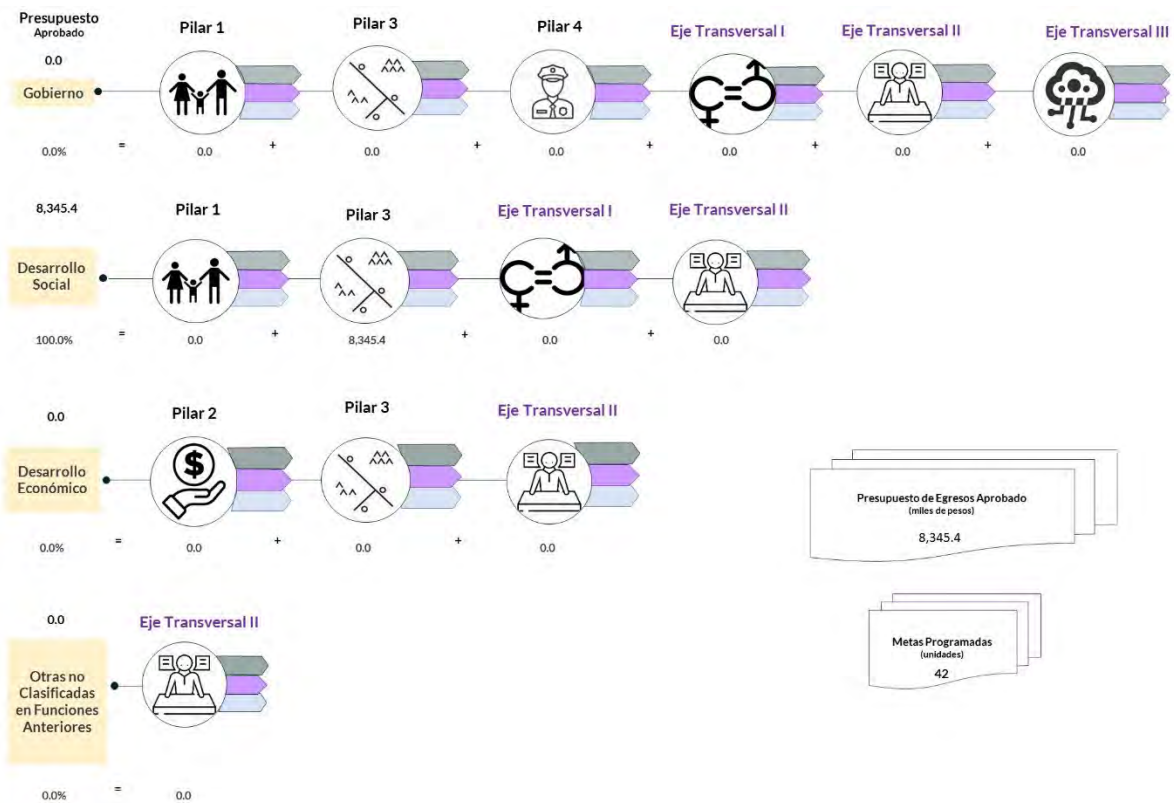 Presupuesto
Aprobado
Pilar 1
Pilar 3
Pilar 4
Eje Transversal I
Eje Transversal II
Eje Transversal III
0.0
Gobierno
0.0%
=
0.0
+
0.0
+
0.0
+
0.0
+
0.0
+
0.0
8,345.4
Pilar 1
Pilar 3
Eje Transversal I
Eje Transversal II
Desarrollo
Social
100.0%
=
0.0
+
8,345.4
+
0.0
+
0.0
0.0
Pilar 2
Pilar 3
Eje Transversal II
$
Desarrollo
Económico
0.0%
=
0.0
+
0.0
+
0.0
Presupuesto de Egresos Aprobado
(miles de pesos)
8,345.4
0.0
Eje Transversal II
Otras no
Clasificadas
en Funciones
Anteriores
0.0%
=
0.0
Metas Programadas
(unidades)
42